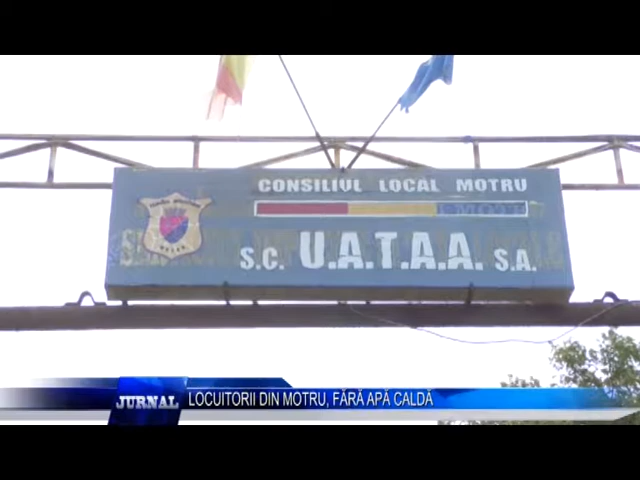 CONSILIUL LOCAL MOTRU
S.C. U.A.T.A.A. S.A.
JURNAL
LOCUITORII DIN MOTRU, FĂRĂ APĂ CALDĂ